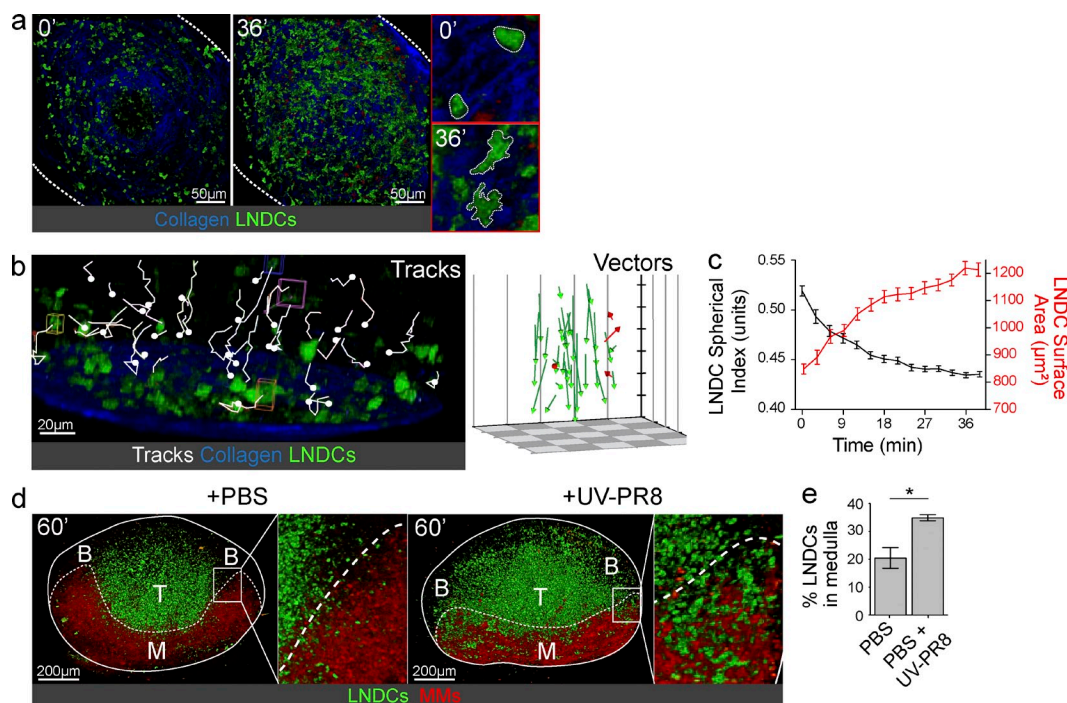 a
0’
36’
0’
36’
50µm
50µm
Collagen LNDCs
b
Tracks
20µm
Tracks Collagen LNDCs
Vectors
c
LNDC Spherical
Index (units)
0.55
0.50
0.45
0.40
0
9
18
27
36
Time (min)
1200
1100
1000
900
800
700
LNDC Surface
Area (µm²)
d
+PBS
+UV-PR8
60’
B
B
T
M
200µm
60’
B
B
T
M
200µm
LNDCs MMs
e
% LNDCs
in medulla
40
30
20
10
0
*
PBS
PBS +
UV-PR8